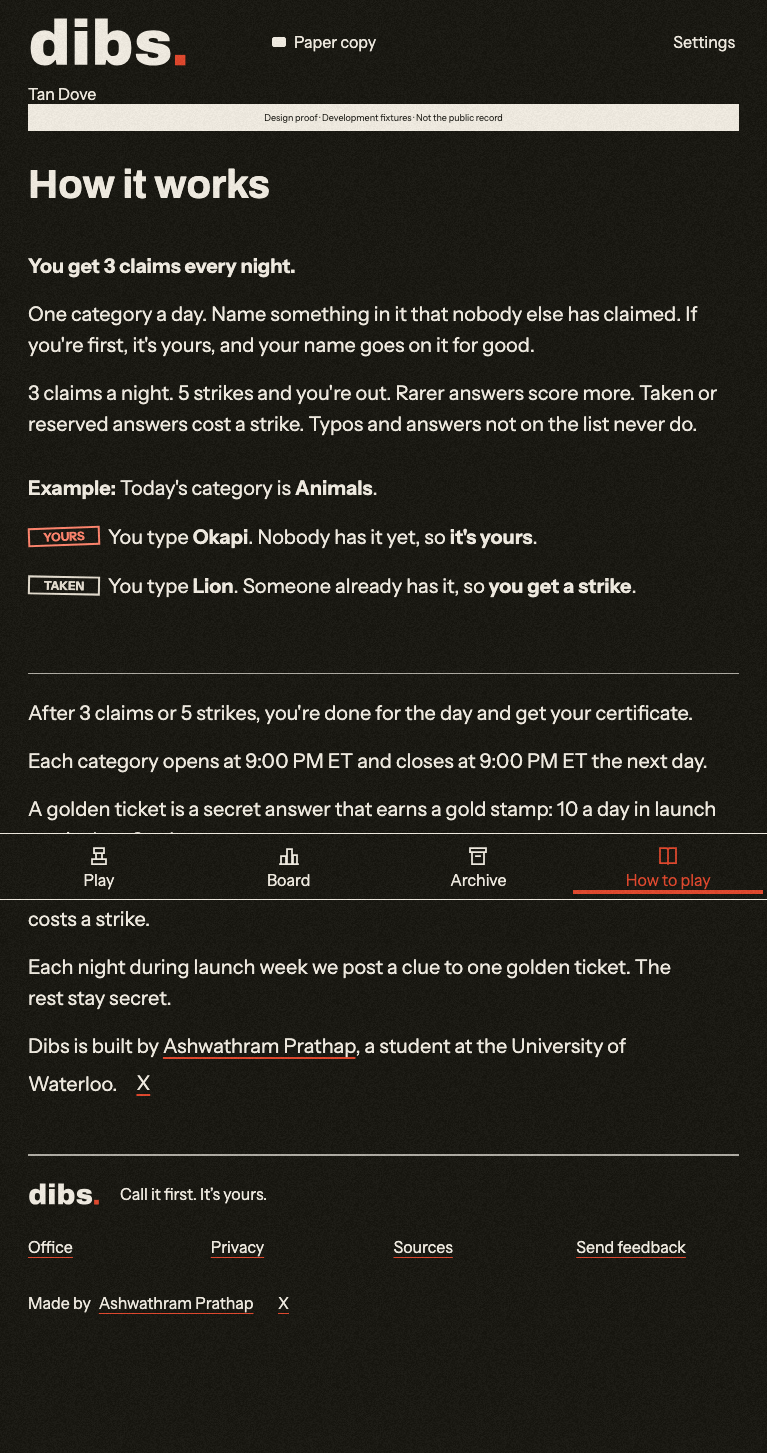 dibs.
Paper copy
Settings
Tan Dove
Design proof · Development fixtures · Not the public record
How it works
You get 3 claims every night.
One category a day. Name something in it that nobody else has claimed. If
you're first, it's yours, and your name goes on it for good.
3 claims a night. 5 strikes and you're out. Rarer answers score more. Taken or
reserved answers cost a strike. Typos and answers not on the list never do.
Example: Today's category is Animals.
YOURS You type Okapi. Nobody has it yet, so it's yours.
TAKEN You type Lion. Someone already has it, so you get a strike.
After 3 claims or 5 strikes, you're done for the day and get your certificate.
Each category opens at 9:00 PM ET and closes at 9:00 PM ET the next day.
A golden ticket is a secret answer that earns a gold stamp: 10 a day in launch
Play
Board
Archive
How to play
costs a strike.
Each night during launch week we post a clue to one golden ticket. The
rest stay secret.
Dibs is built by Ashwathram Prathap, a student at the University of
Waterloo. X
dibs. Call it first. It's yours.
Office
Privacy
Sources
Send feedback
Made by Ashwathram Prathap X